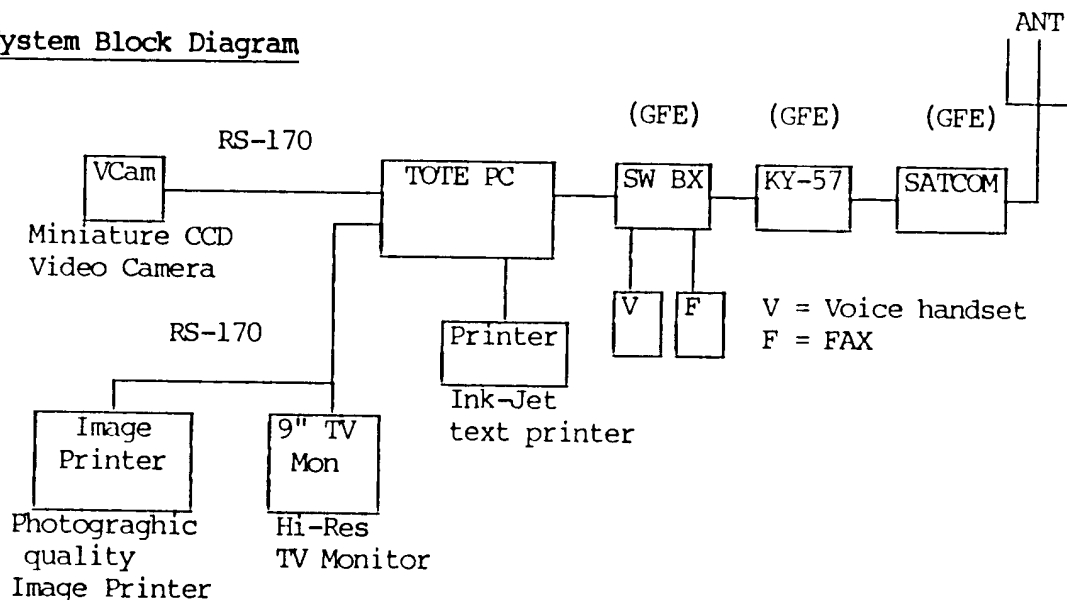 ystem Block Diagram
ANT
(GFE) (GFE) (GFE)
RS-170
VCam
TOTE PC
SW BX
KY-57
SATCOM
Miniature CCD
Video Camera
V
F
V = Voice handset
F = FAX
RS-170
Printer
Ink-Jet
text printer
Image
Printer
9" TV
Mon
Photograghic
quality
Image Printer
Hi-Res
TV Monitor